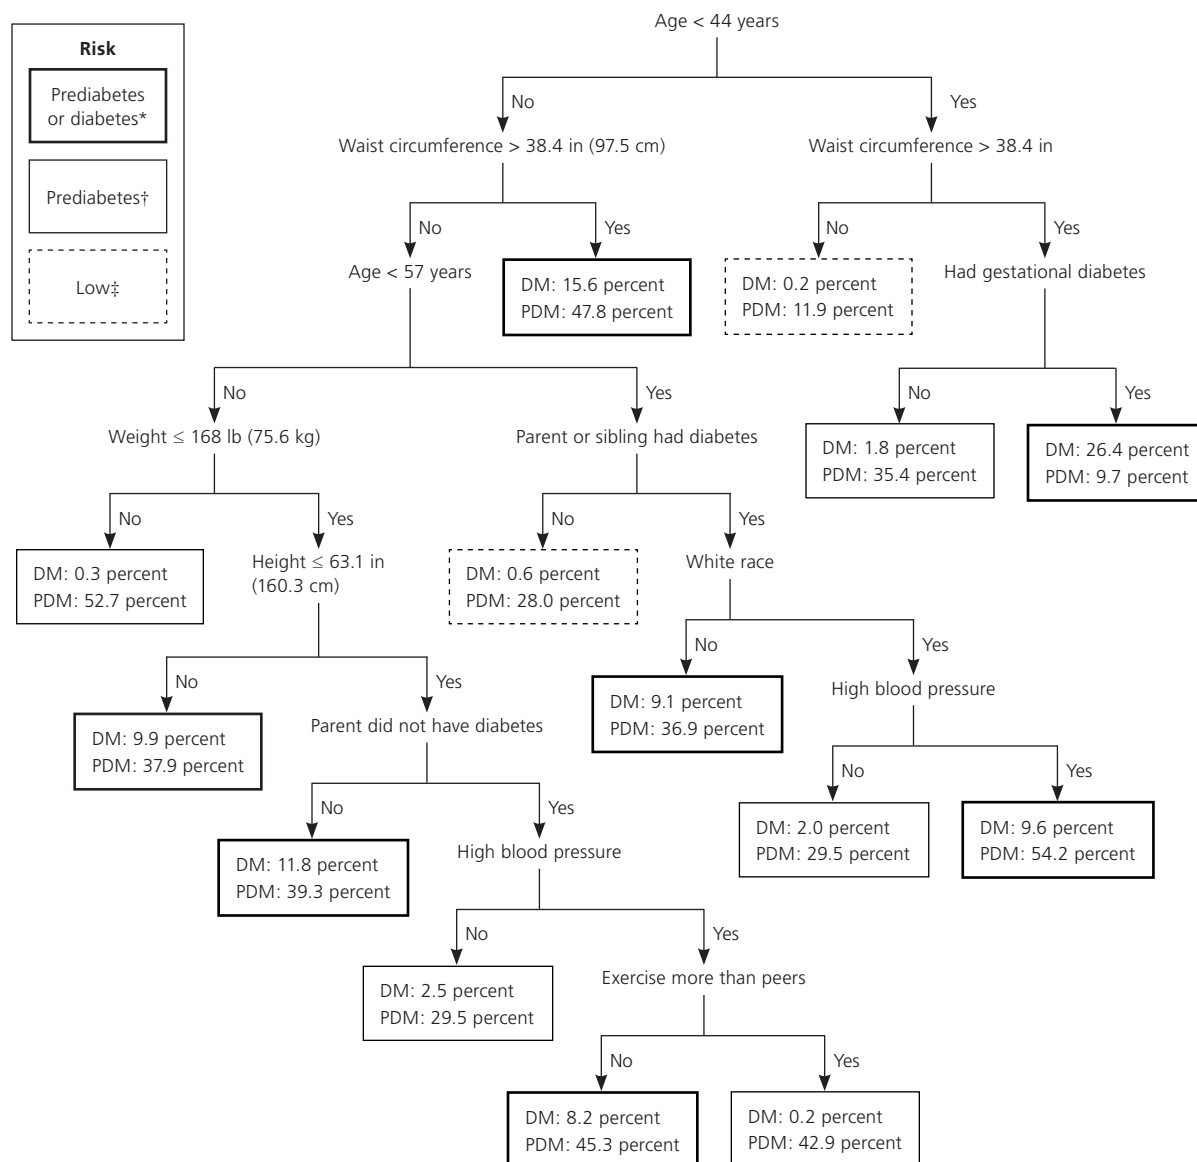 Risk
Prediabetes
or diabetes*
Prediabetes†
Low‡
Age < 44 years
No
Yes
Waist circumference > 38.4 in (97.5 cm)
Waist circumference > 38.4 in
No
Yes
No
Yes
Age < 57 years
DM: 15.6 percent
PDM: 47.8 percent
DM: 0.2 percent
PDM: 11.9 percent
Had gestational diabetes
No
Yes
No
Yes
Weight ≤ 168 lb (75.6 kg)
Parent or sibling had diabetes
DM: 1.8 percent
PDM: 35.4 percent
DM: 26.4 percent
PDM: 9.7 percent
No
Yes
No
Yes
DM: 0.3 percent
PDM: 52.7 percent
Height ≤ 63.1 in
(160.3 cm)
DM: 0.6 percent
PDM: 28.0 percent
White race
No
Yes
No
Yes
DM: 9.9 percent
PDM: 37.9 percent
Parent did not have diabetes
DM: 9.1 percent
PDM: 36.9 percent
High blood pressure
No
Yes
No
Yes
DM: 11.8 percent
PDM: 39.3 percent
High blood pressure
DM: 2.0 percent
PDM: 29.5 percent
DM: 9.6 percent
PDM: 54.2 percent
No
Yes
DM: 2.5 percent
PDM: 29.5 percent
Exercise more than peers
No
Yes
DM: 8.2 percent
PDM: 45.3 percent
DM: 0.2 percent
PDM: 42.9 percent